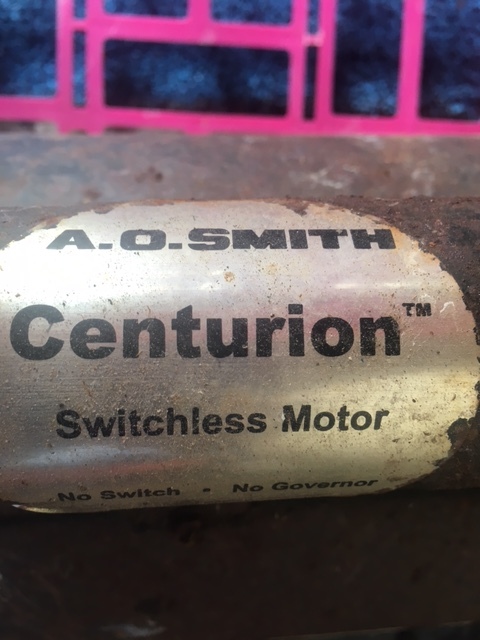 A.O.SMITH
Centurion™
Switchless Motor
No Switch • No Governor